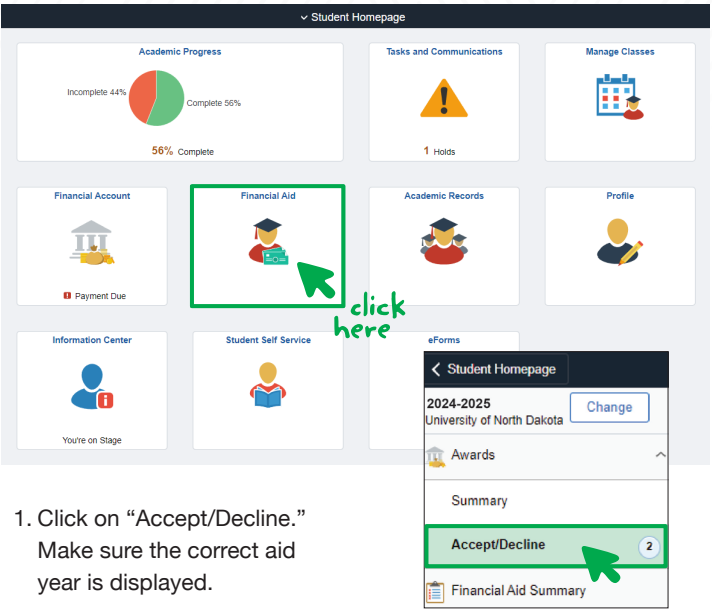 Student Homepage
Academic Progress
Incomplete 44%
Complete 56%
56% Complete
Tasks and Communications
1 Holds
Manage Classes
Financial Account
Payment Due
Financial Aid
click
here
Academic Records
Profile
Information Center
You're on Stage
Student Self Service
eForms
Student Homepage
2024-2025
University of North Dakota
Change
Awards
Summary
Accept/Decline
2
Financial Aid Summary
1. Click on “Accept/Decline.”
Make sure the correct aid
year is displayed.